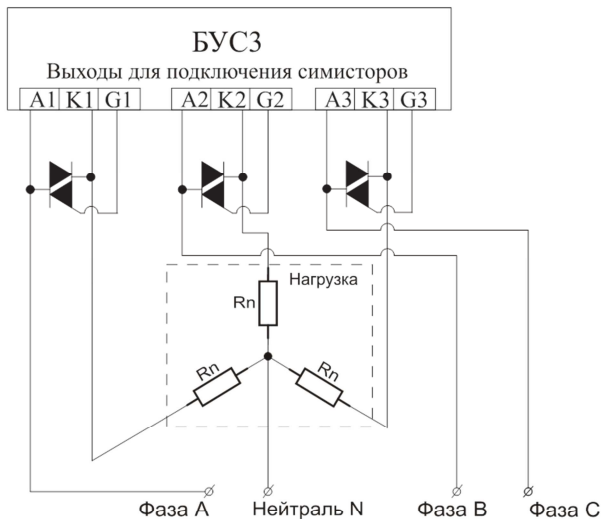 БУС3
Выходы для подключения симисторов
A1 K1 G1 A2 K2 G2 A3 K3 G3
Нагрузка
Rn
Rn
Rn
Фаза А Нейтраль N Фаза В Фаза С